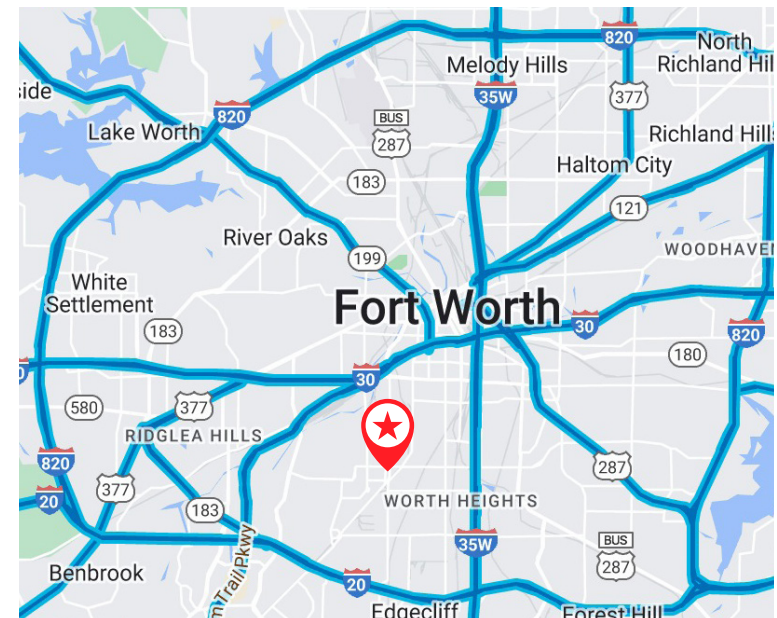 820
North
Richland Hil
Melody Hills
35W
377
side
820
BUS
287
Lake Worth
Richland Hills
Haltom City
183
121
River Oaks
199
WOODHAVEN
White
Settlement
Fort Worth
183
30
820
180
30
377
580
RIDGLEA HILLS
820
377
287
20
183
WORTH HEIGHTS
35W
BUS
287
Benbrook
20
m Trail Pkwy
Edgecliff
Forest Hill